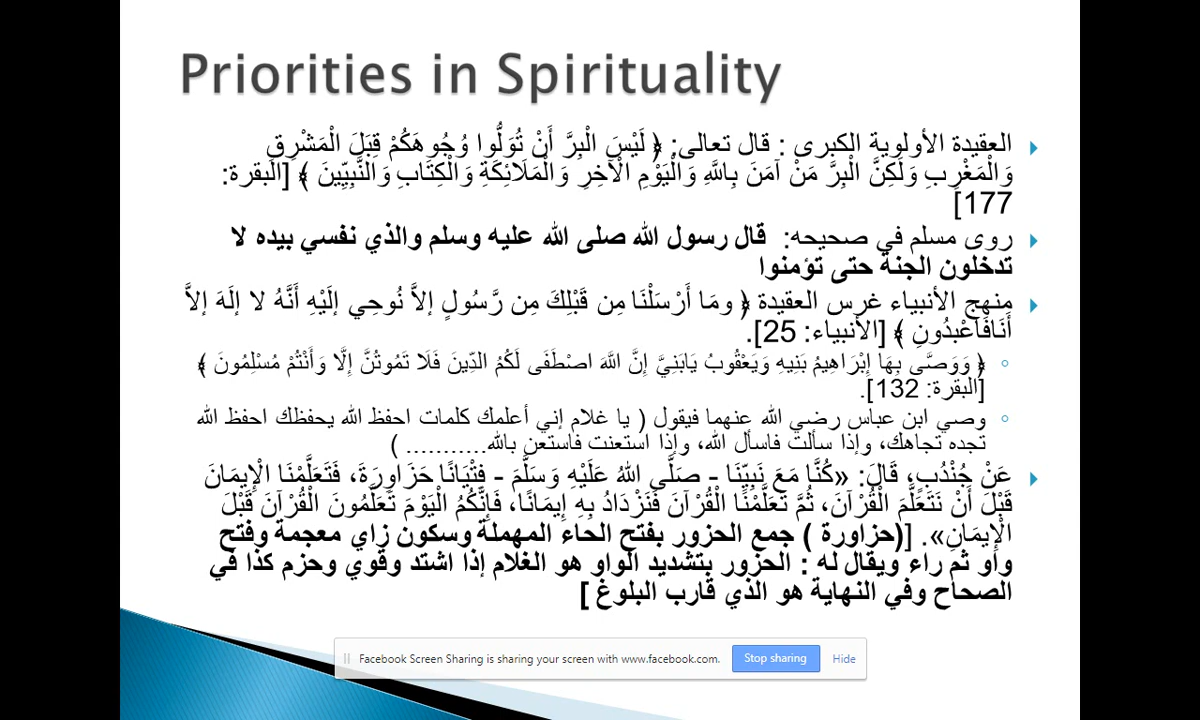 Priorities in Spirituality
العقيدة الأولوية الكبرى : قال تعالى: ﴿ لَيْسَ الْبِرَّ أَنْ تُوَلُّوا وُجُوهَكُمْ قِبَلَ الْمَشْرِقِ
وَالْمَغْرِبِ وَلَكِنَّ الْبِرَّ مَنْ آمَنَ بِاللَّهِ وَالْيَوْمِ الْآخِرِ وَالْمَلَائِكَةِ وَالْكِتَابِ وَالنَّبِيِّينَ ﴾ [البقرة:
177]
روى مسلم في صحيحه: قال رسول الله صلى الله عليه وسلم والذي نفسي بيده لا
تدخلون الجنة حتى تؤمنوا
منهج الأنبياء غرس العقيدة ﴿ ومَا أَرْسَلْنَا مِن قَبْلِكَ مِن رَّسُولٍ إلاَّ نُوحِي إلَيْهِ أَنَّهُ لا إلَهَ إلاَّ
أَنَافَاعْبُدُونِ ﴾ [الأنبياء: 25].
﴿ وَوَصَّى بِهَا إِبْرَاهِيمُ بَنِيهِ وَيَعْقُوبُ يَابَنِيَّ إِنَّ اللَّهَ اصْطَفَى لَكُمُ الدِّينَ فَلَا تَمُوتُنَّ إِلَّا وَأَنْتُمْ مُسْلِمُونَ ﴾
[البقرة: 132].
وصي ابن عباس رضي الله عنهما فيقول ( يا غلام إني أعلمك كلمات احفظ الله يحفظك احفظ الله
تجده تجاهك، وإذا سألت فاسأل الله، وإذا استعنت فاستعن بالله........... )
عَنْ جُنْدُبٍ، قَالَ: «كُنَّا مَعَ نَبِيِّنَا - صَلَّى اللهُ عَلَيْهِ وَسَلَّمَ - فِتْيَانًا حَزَاوِرَةَ، فَتَعَلَّمْنَا الْإِيمَانَ
قَبْلَ أَنْ نَتَعَلَّمَ الْقُرْآنَ، ثُمَّ تَعَلَّمْنَا الْقُرْآنَ فَنَزْدَادُ بِهِ إِيمَانًا، فَإِنَّكُمُ الْيَوْمَ تَعَلَّمُونَ الْقُرْآنَ قَبْلَ
الْإِيمَانِ». [(حزاورة ) جمع الحزور بفتح الحاء المهملة وسكون زاي معجمة وفتح
واو ثم راء ويقال له : الحزور بتشديد الواو هو الغلام إذا اشتد وقوي وحزم كذا في
الصحاح وفي النهاية هو الذي قارب البلوغ ]
Facebook Screen Sharing is sharing your screen with www.facebook.com. Stop sharing Hide